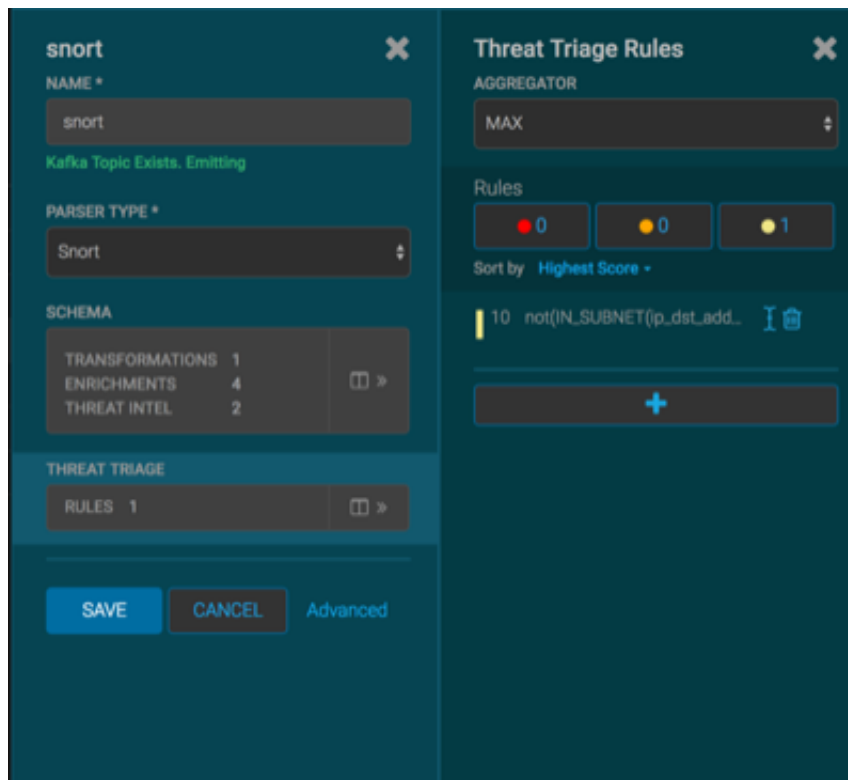 snort
NAME *
snort
Kafka Topic Exists. Emitting
PARSER TYPE *
Snort
SCHEMA
TRANSFORMATIONS 1
ENRICHMENTS 4
THREAT INTEL 2
THREAT TRIAGE
RULES 1
SAVE CANCEL Advanced
Threat Triage Rules
AGGREGATOR
MAX
Rules
0 0 1
Sort by Highest Score
10 not(IN_SUBNET(ip_dst_add...